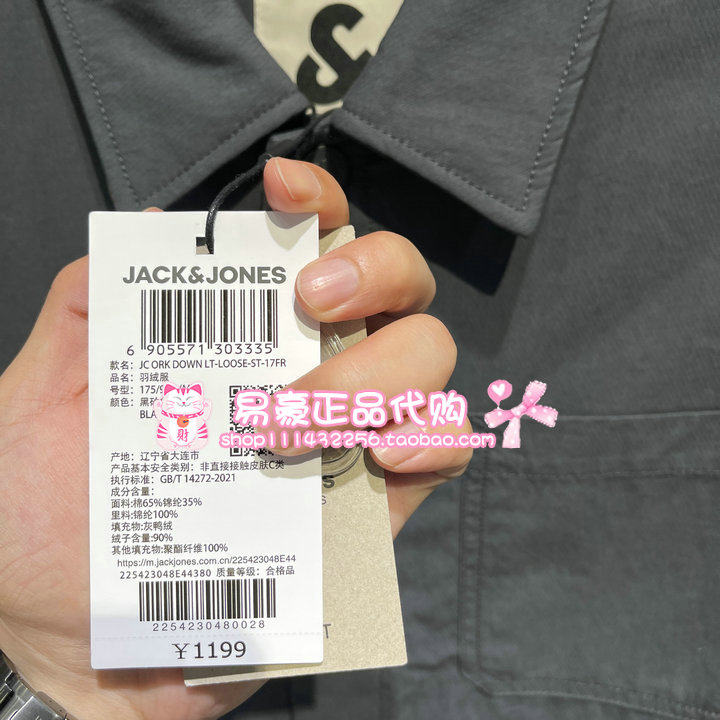 JACK&JONES
6 905571 303335
款名: JC ORK DOWN LT-LOOSE-ST-17FR
品名: 羽绒服
号型: 175/
颜色: 黑
BLA
易豪正品代购
shop111432256.taobao.com
财
产地: 辽宁省大连市
产品基本安全类别: 非直接接触皮肤C类
执行标准: GB/T 14272-2021
成分含量:
面料:棉65%锦纶35%
里料:锦纶100%
填充物:灰鸭绒
绒子含量:90%
其他填充物:聚酯纤维100%
https://m.jackjones.com.cn/225423048E44
225423048E44380 质量等级: 合格品
2254230480028
¥1199